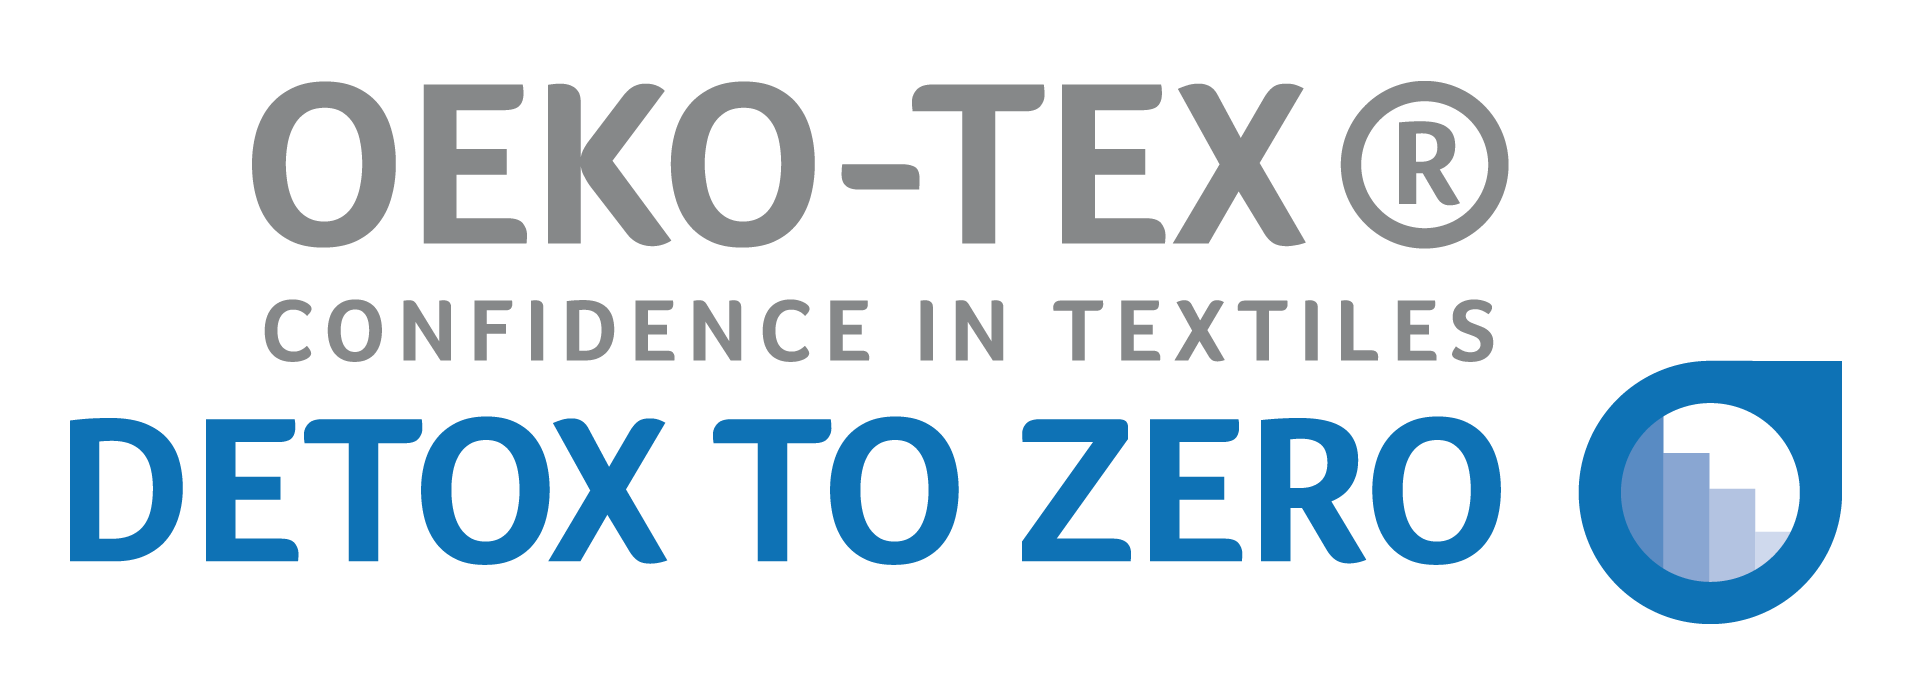 OEKO-TEX®
CONFIDENCE IN TEXTILES
DETOX TO ZERO